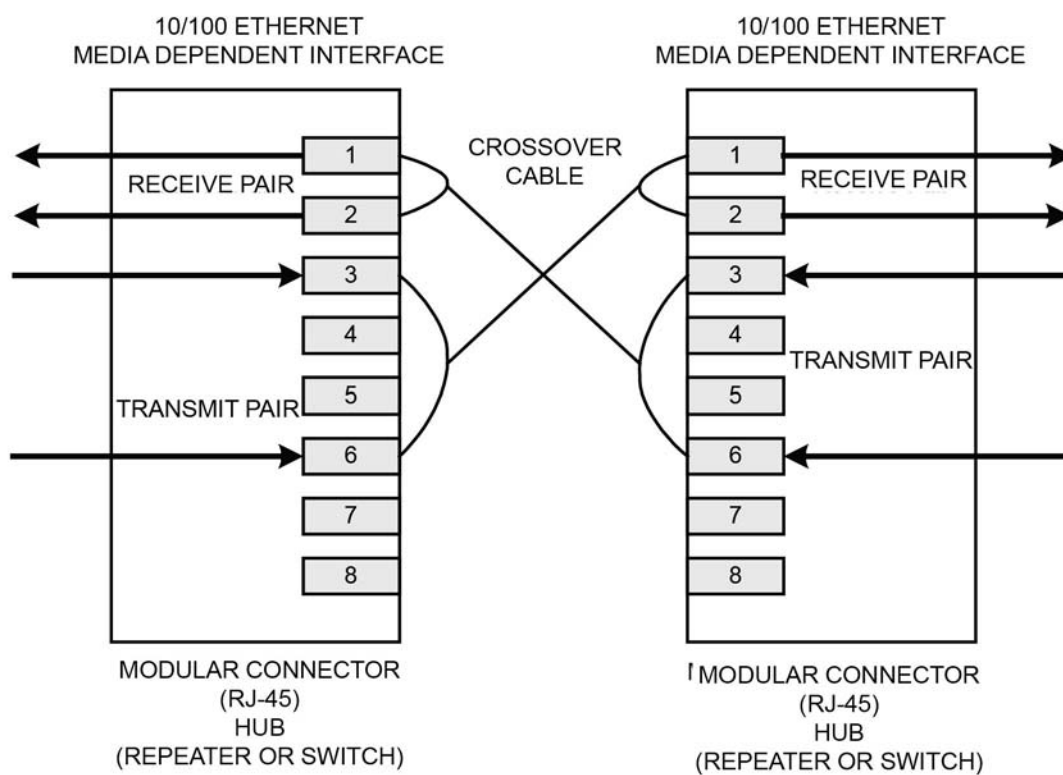 10/100 ETHERNET
MEDIA DEPENDENT INTERFACE
10/100 ETHERNET
MEDIA DEPENDENT INTERFACE
1
RECEIVE PAIR
2
3
4
5
TRANSMIT PAIR
6
7
8
CROSSOVER
CABLE
1
RECEIVE PAIR
2
3
4
TRANSMIT PAIR
5
6
7
8
MODULAR CONNECTOR
(RJ-45)
HUB
(REPEATER OR SWITCH)
MODULAR CONNECTOR
(RJ-45)
HUB
(REPEATER OR SWITCH)